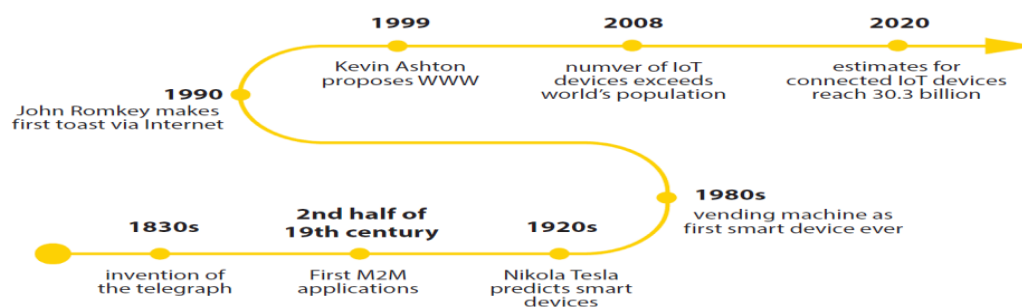 1999
Kevin Ashton
proposes WWW
2008
numver of IoT
devices exceeds
world's population
2020
estimates for
connected IoT devices
reach 30.3 billion
1990
John Romkey makes
first toast via Internet
1980s
vending machine as
first smart device ever
1830s
invention of
the telegraph
2nd half of
19th century
First M2M
applications
1920s
Nikola Tesla
predicts smart
devices